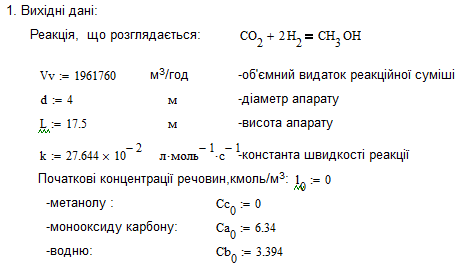 1. Вихідні дані:
Реакція, що розглядається: CO₂ + 2H₂ = CH₃OH
Vv := 1961760 м³/год -об'ємний видаток реакційної суміші
d := 4 м -діаметр апарату
L := 17.5 м -висота апарату
k := 27.644 × 10⁻² л·моль⁻¹·с⁻¹-константа швидкості реакції
Початкові концентрації речовин,кмоль/м³: l₀ := 0
-метанолу : Cc₀ := 0
-монооксиду карбону: Ca₀ := 6.34
-водню: Cb₀ := 3.394